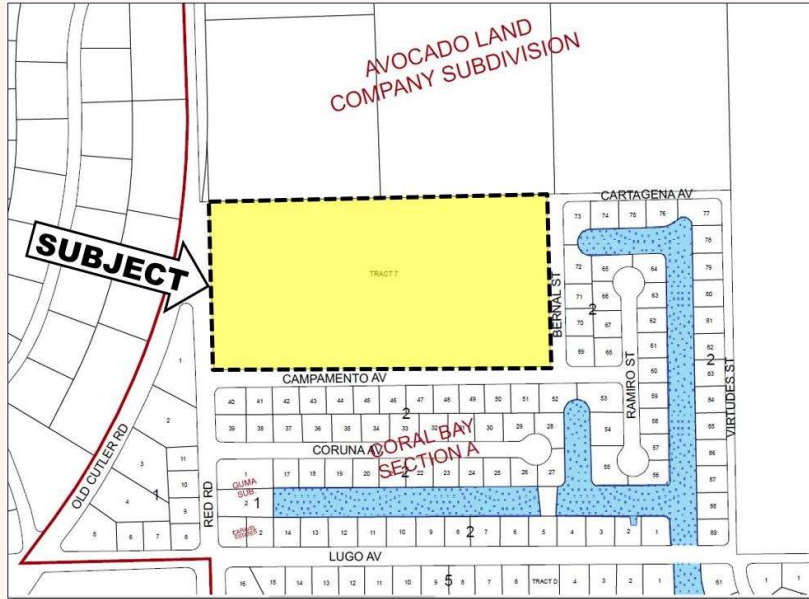 AVOCADO LAND
COMPANY SUBDIVISION
CARTAGENA AV
SUBJECT
TRACT 7
BERNAL ST
RAMIRO ST
VIRTUDES ST
73 74 75 76 77
78
72 65 64 79
71 66 63 80
2
70 67 62 81
69 68 61 82
2
60 83
59 84
58 85
57 86
56
88
89
CAMPAMENTO AV
40 41 42 43 44 45 46 47 48 49 50 51 52 53
2
39 38 37 36 35 34 33 32 31 30 29 28
54
55
CORUNA AV
CORAL BAY
SECTION A
2
1 17 18 19 20 22 23 24 25 26 27
GUMA
SUB.
2 1
2
2 14 13 12 11 10 9 8 7 6 5 4 3 2 1
OLD CUTLER RD
RED RD
1
2
3 11
4 10
1
9
5 6 7 8
LUGO AV
16 15 14 13 12 11 10 9 8 7 6 TRACT D 4 3 2 1 61 1 1
5